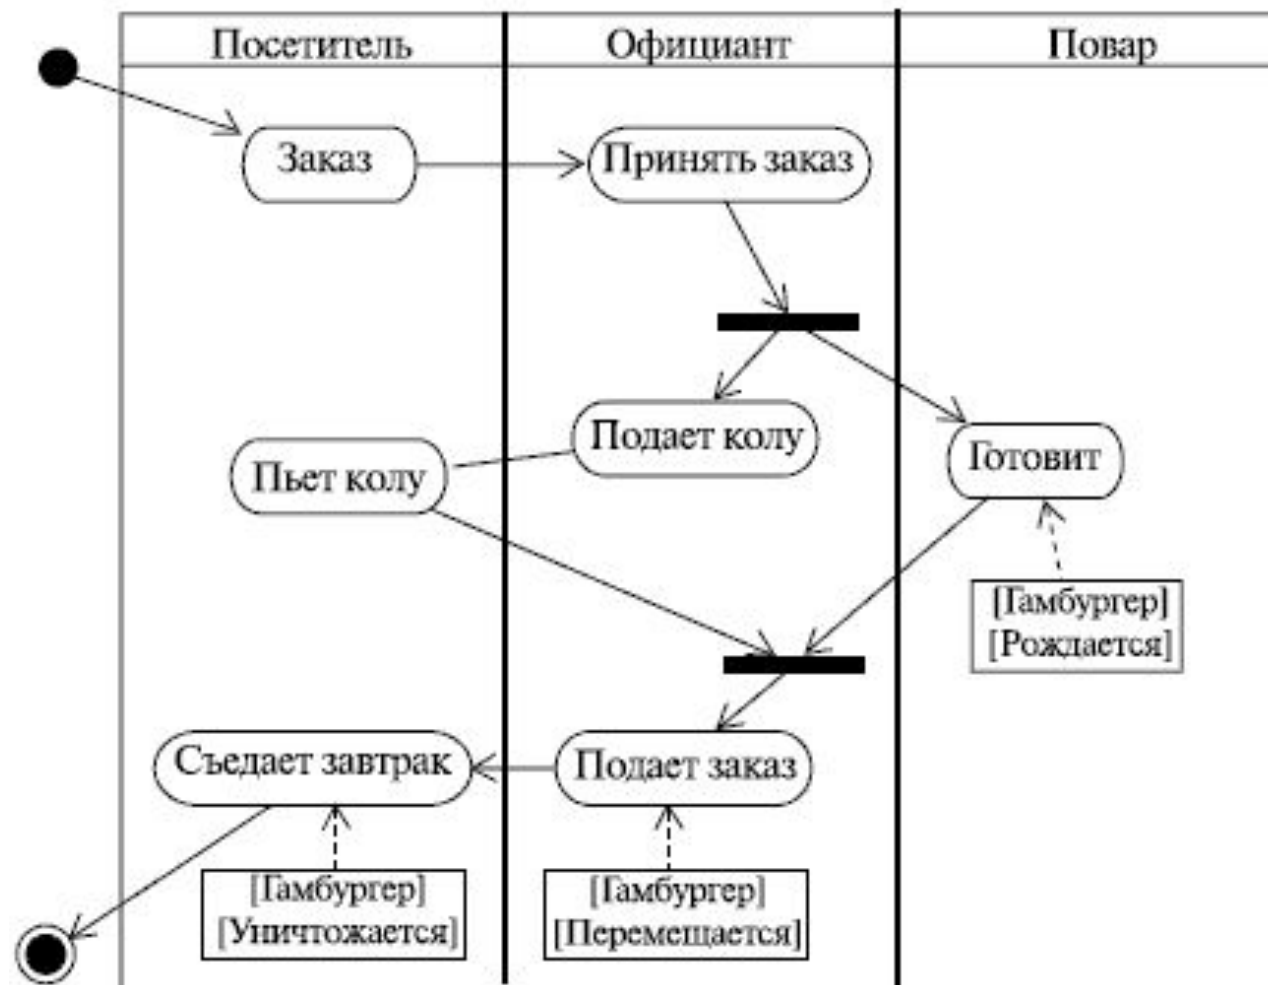 Посетитель
Официант
Повар
Заказ
Принять заказ
Подает колу
Пьет колу
Готовит
[Гамбургер]
[Рождается]
Съедает завтрак
Подает заказ
[Гамбургер]
[Уничтожается]
[Гамбургер]
[Перемещается]